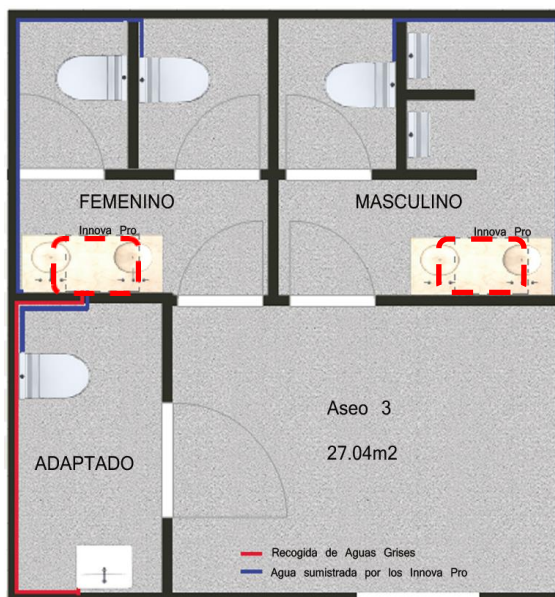 FEMENINO
MASCULINO
Innova Pro
Innova Pro
Aseo 3
27.04m2
ADAPTADO
Recogida de Aguas Grises
Agua sumistrada por los Innova Pro